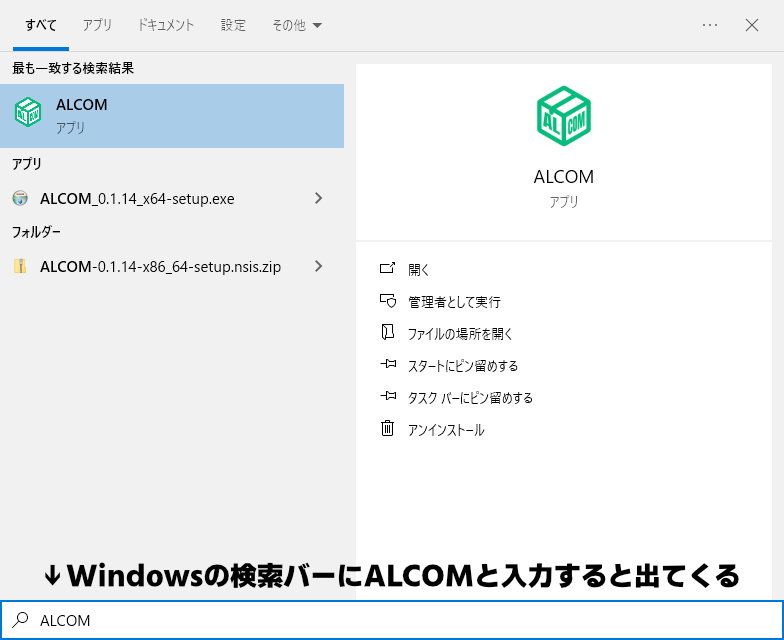 すべて アプリ ドキュメント 設定 その他
最も一致する検索結果
ALCOM
アプリ
アプリ
ALCOM_0.1.14_x64-setup.exe
フォルダー
ALCOM-0.1.14-x86_64-setup.nsis.zip
ALCOM
ALCOM
アプリ
開く
管理者として実行
ファイルの場所を開く
スタートにピン留めする
タスク バーにピン留めする
アンインストール
↓Windowsの検索バーにALCOMと入力すると出てくる
ALCOM